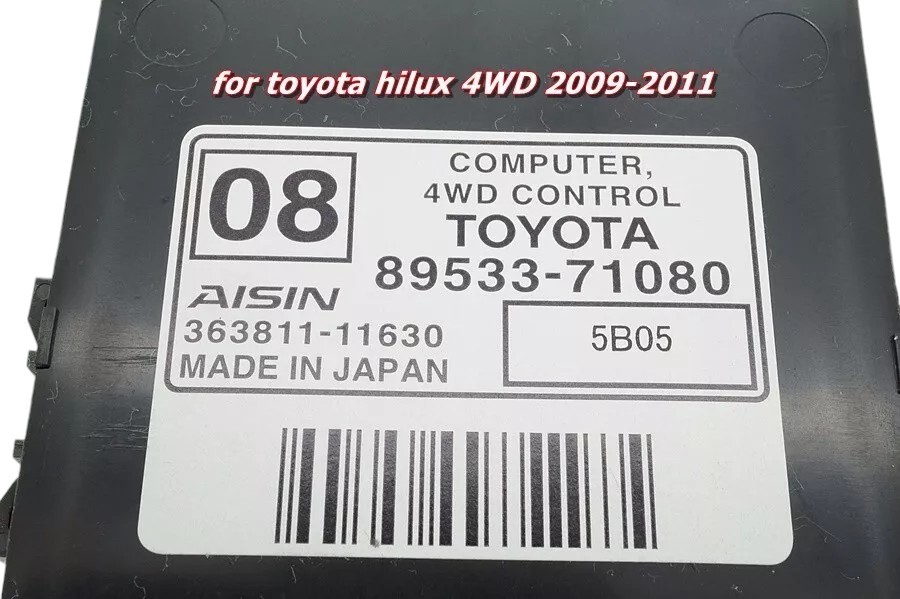 for toyota hilux 4WD 2009-2011
08
COMPUTER,
4WD CONTROL
TOYOTA
89533-71080
AISIN
363811-11630
MADE IN JAPAN
5B05